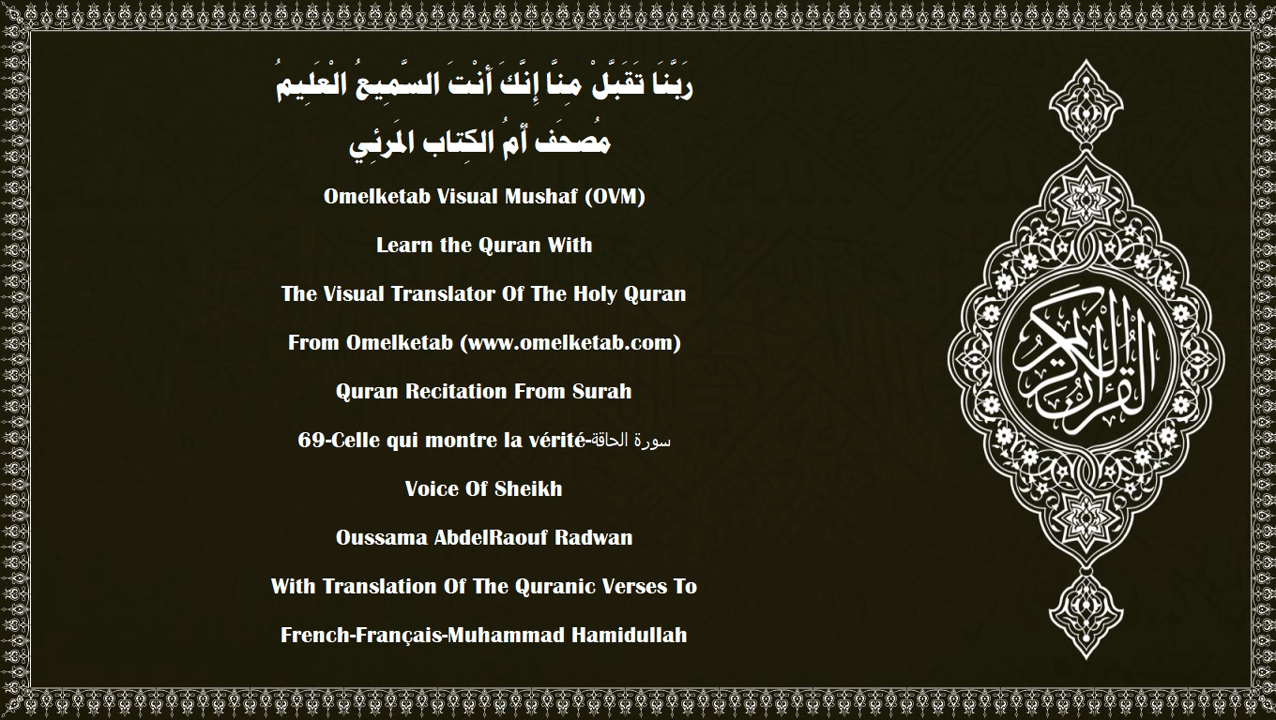 رَبَّنَا تَقَبَّلْ مِنَّا إِنَّكَ أَنْتَ السَّمِيعُ الْعَلِيمُ
مُصحَف أمُ الكِتاب المَرئِي
Omelketab Visual Mushaf (OVM)
Learn the Quran With
The Visual Translator Of The Holy Quran
From Omelketab (www.omelketab.com)
Quran Recitation From Surah
69-Celle qui montre la vérité-سورة الحاقة
Voice Of Sheikh
Oussama AbdelRaouf Radwan
With Translation Of The Quranic Verses To
French-Français-Muhammad Hamidullah
القرآن الكريم